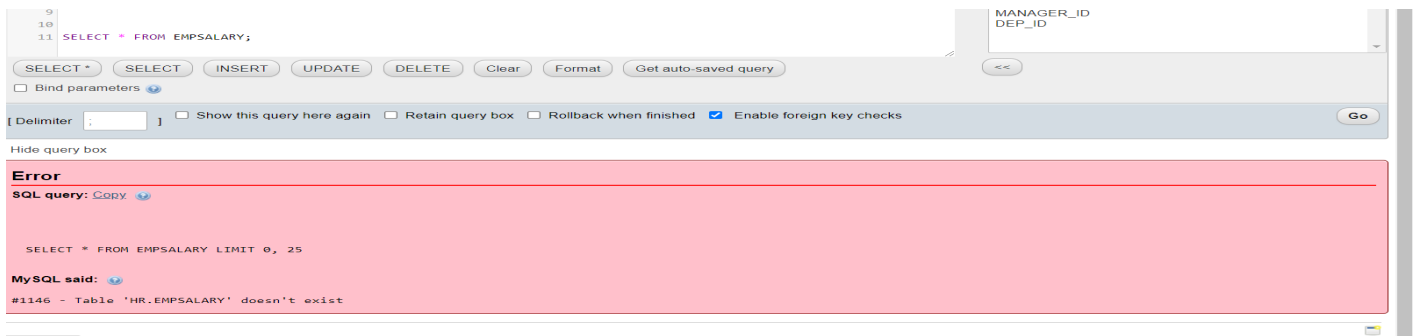 9
10
11 SELECT * FROM EMPSALARY;
MANAGER_ID
DEP_ID
SELECT * SELECT INSERT UPDATE DELETE Clear Format Get auto-saved query <<
Bind parameters
[ Delimiter ; ] Show this query here again Retain query box Rollback when finished Enable foreign key checks Go
Hide query box
Error
SQL query: Copy
SELECT * FROM EMPSALARY LIMIT 0, 25
MySQL said:
#1146 - Table 'HR.EMPSALARY' doesn't exist